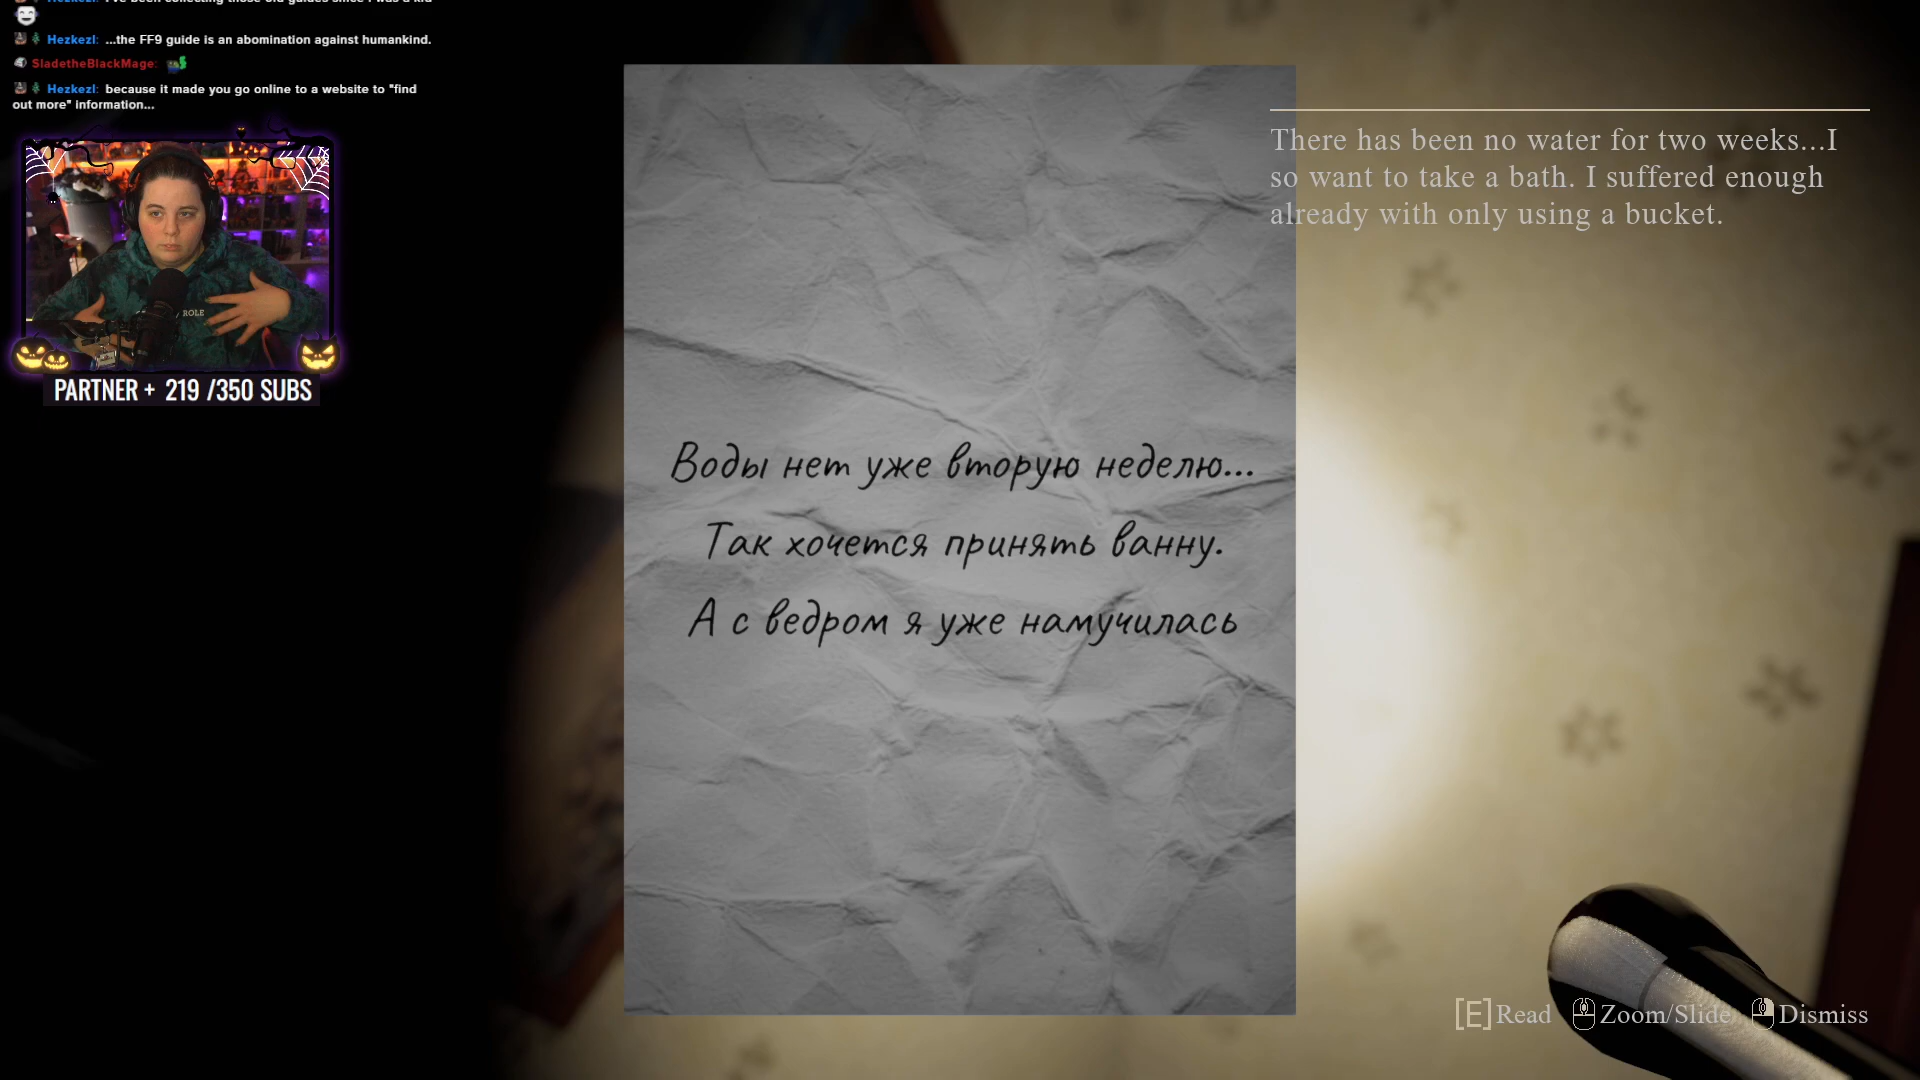 Hezkezl: ...the FF9 guide is an abomination against humankind.
SladetheBlackMage:
Hezkezl: because it made you go online to a website to "find
out more" information...
ROLE
PARTNER + 219 /350 SUBS
Воды нет уже вторую неделю...
Так хочется принять ванну.
А с ведром я уже намучилась
There has been no water for two weeks...I
so want to take a bath. I suffered enough
already with only using a bucket.
[E] Read Zoom/Slide Dismiss